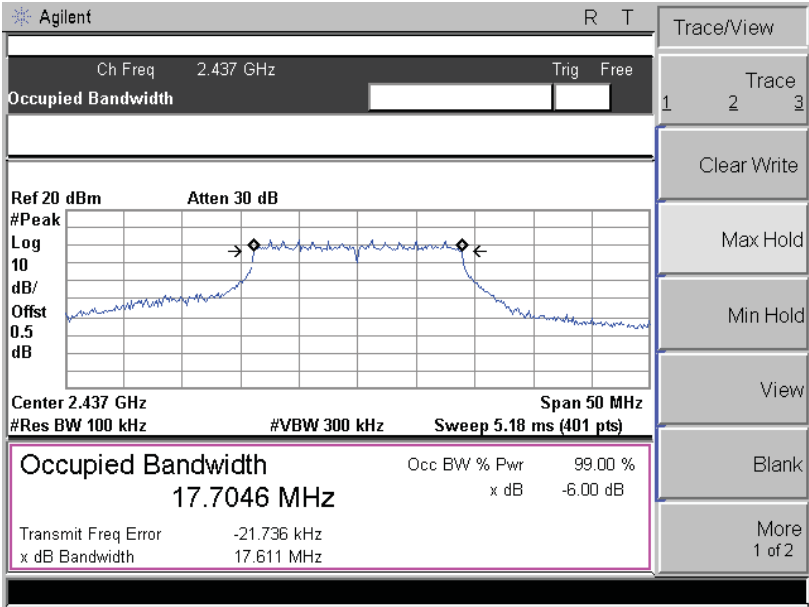 Agilent R T
Trace/View
Ch Freq 2.437 GHz Trig Free
Occupied Bandwidth
Trace
1 2 3
Clear Write
Max Hold
Min Hold
View
Blank
More
1 of 2
Ref 20 dBm Atten 30 dB
#Peak
Log
10
dB/
Offst
0.5
dB
Center 2.437 GHz Span 50 MHz
#Res BW 100 kHz #VBW 300 kHz Sweep 5.18 ms (401 pts)
Occupied Bandwidth Occ BW % Pwr 99.00 %
17.7046 MHz x dB -6.00 dB
Transmit Freq Error -21.736 kHz
x dB Bandwidth 17.611 MHz